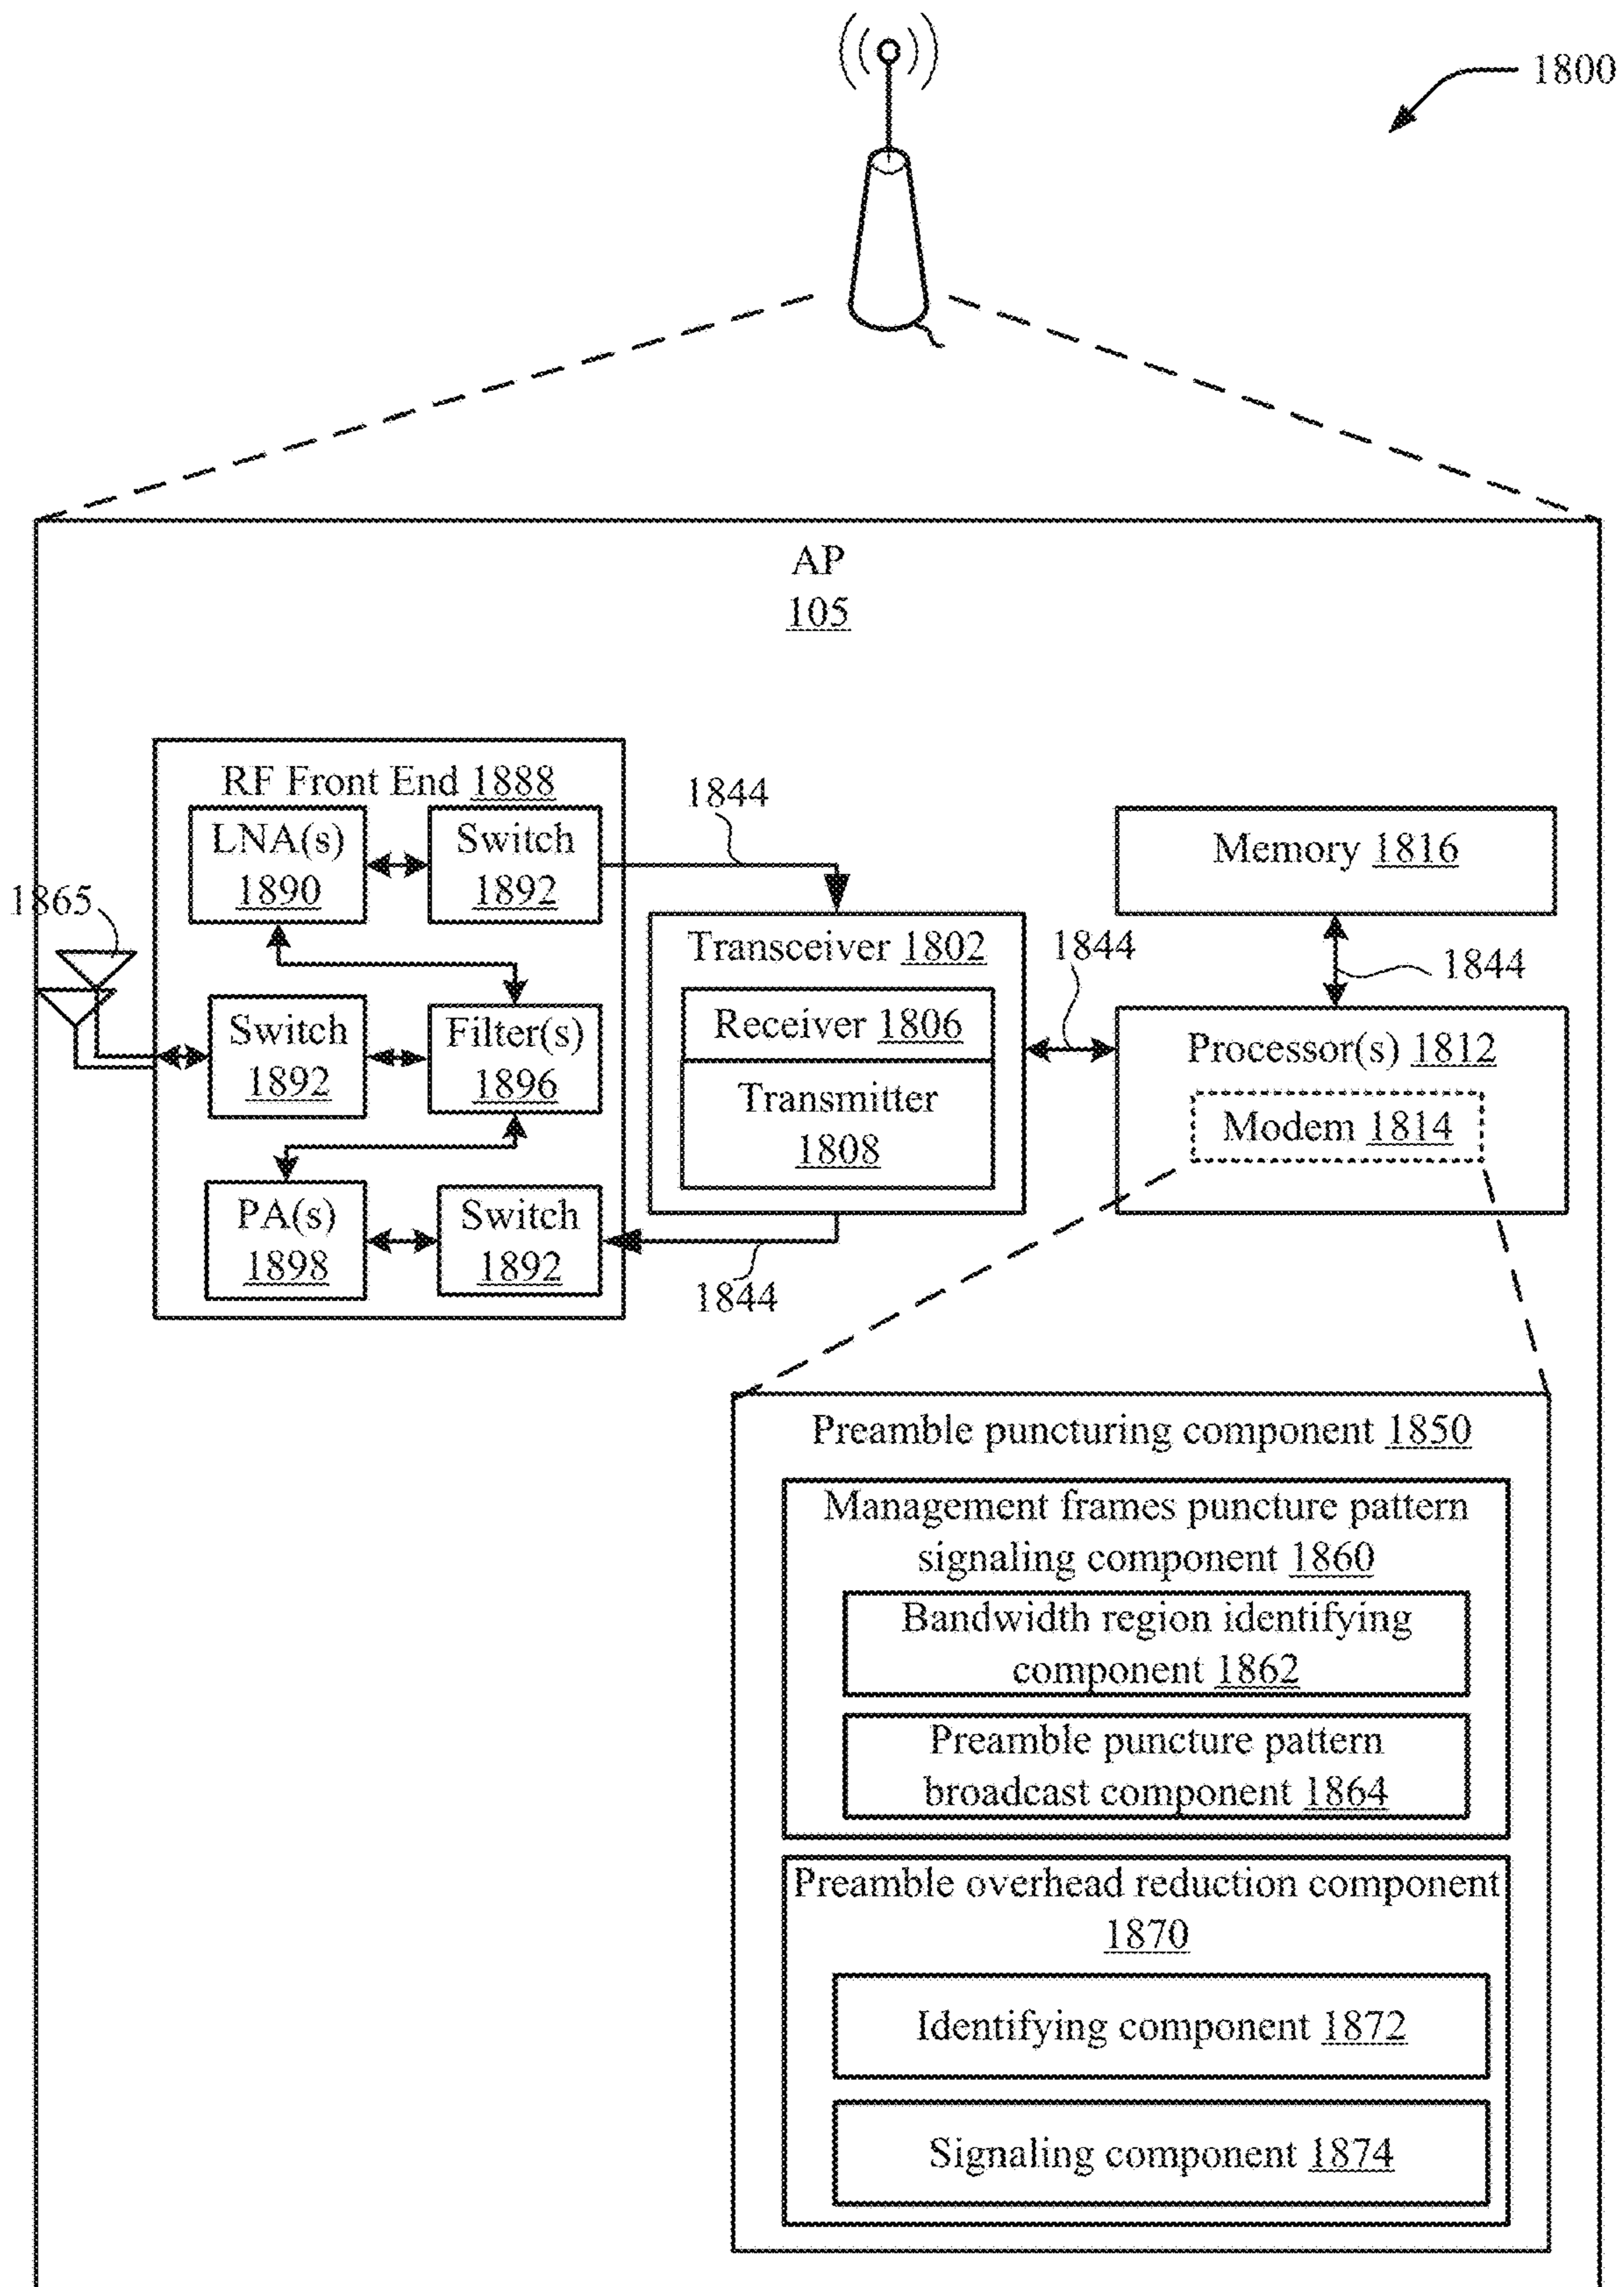 1800
AP
105
RF Front End 1888
LNA(s)
1890
Switch
1892
1844
Memory 1816
1865
Transceiver 1802
1844
1844
Switch
1892
Filter(s)
1896
Receiver 1806
Transmitter
1808
Processor(s) 1812
Modem 1814
PA(s)
1898
Switch
1892
1844
Preamble puncturing component 1850
Management frames puncture pattern
signaling component 1860
Bandwidth region identifying
component 1862
Preamble puncture pattern
broadcast component 1864
Preamble overhead reduction component
1870
Identifying component 1872
Signaling component 1874